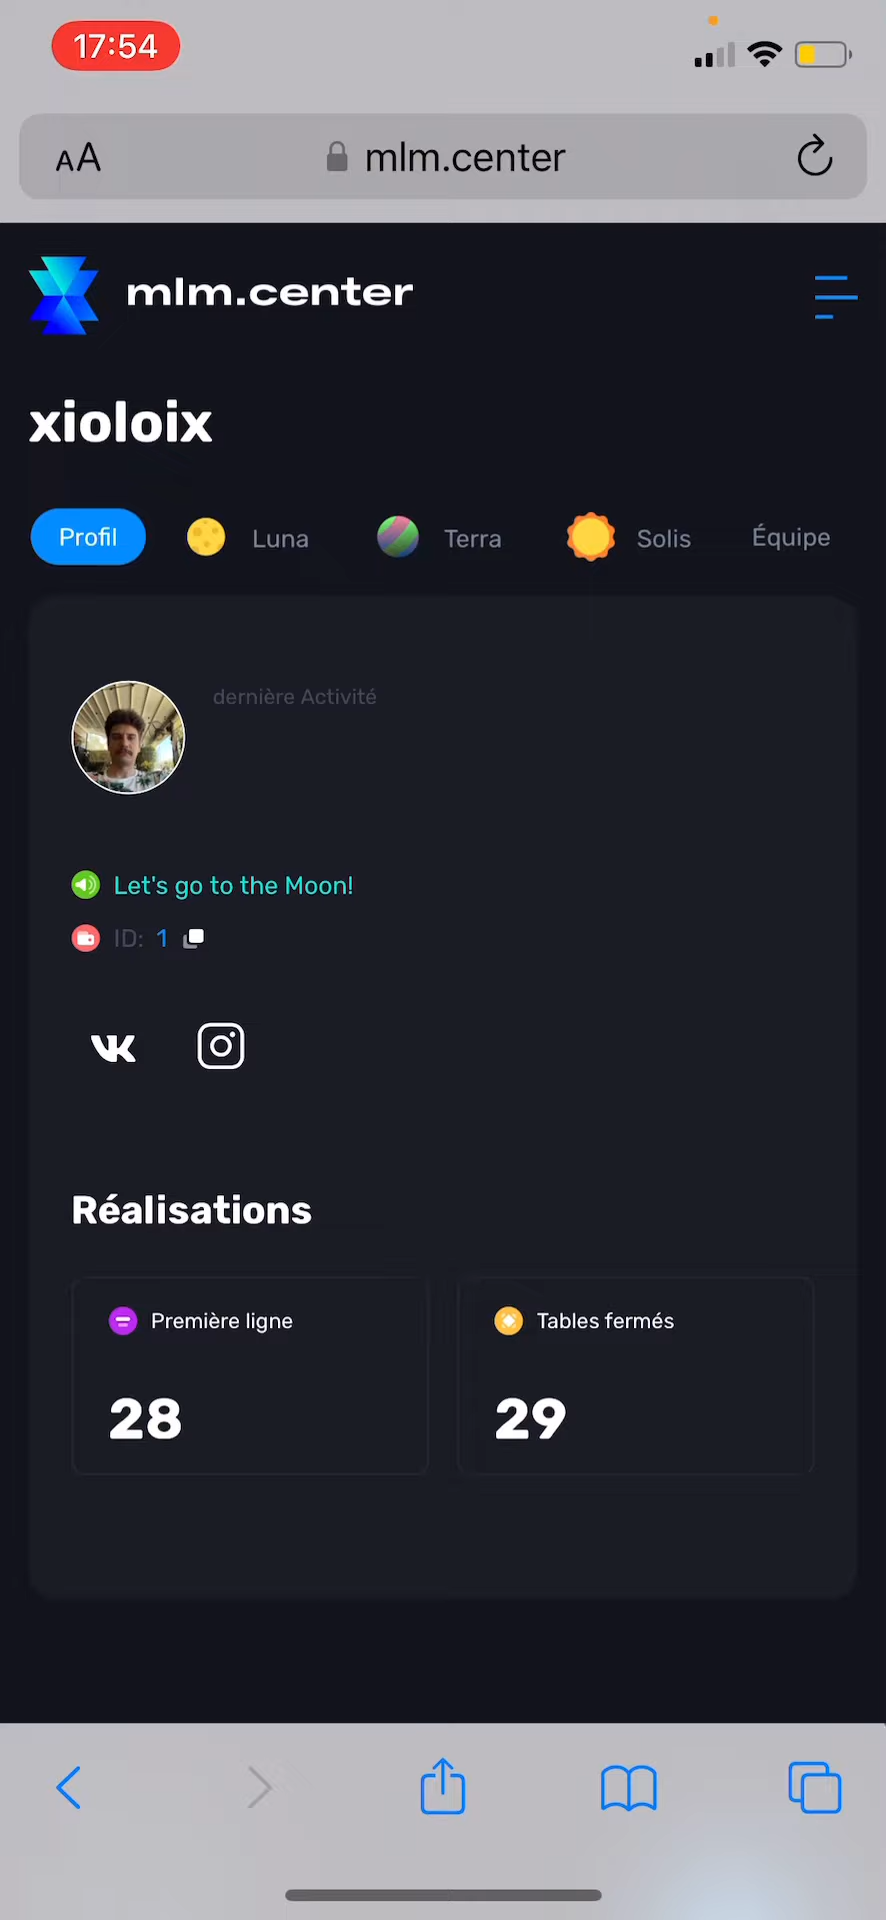 17:54
AA
mlm.center
mlm.center
xioloix
Profil
Luna
Terra
Solis
Équipe
dernière Activité
Let's go to the Moon!
ID: 1
Réalisations
Première ligne
Tables fermés
28
29